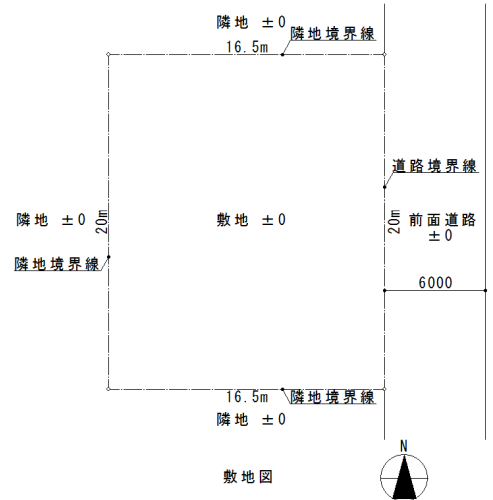 隣地 ±0
16.5m
隣地境界線
道路境界線
隣地 ±0
20m
敷地 ±0
20m
前面道路
±0
隣地境界線
6000
16.5m
隣地境界線
隣地 ±0
N
敷地図